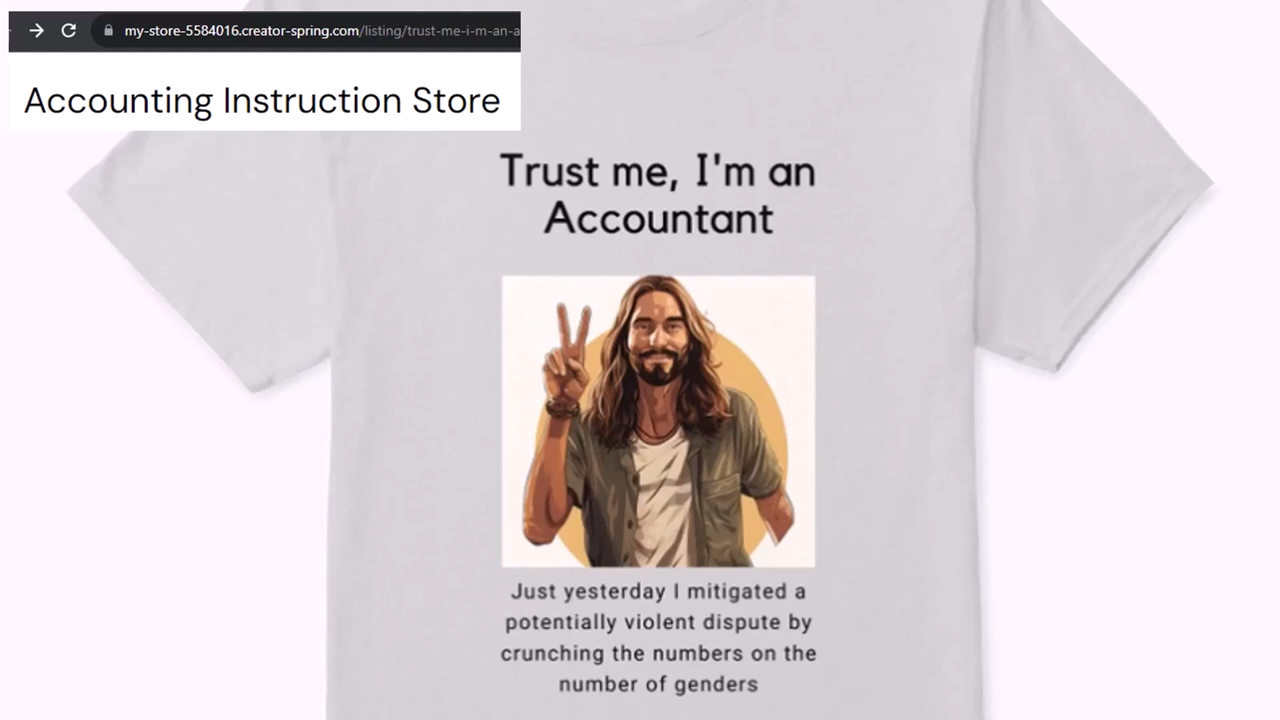 my-store-5584016.creator-spring.com/listing/trust-me-i-m-an-a
Accounting Instruction Store
Trust me, I'm an
Accountant
Just yesterday I mitigated a
potentially violent dispute by
crunching the numbers on the
number of genders